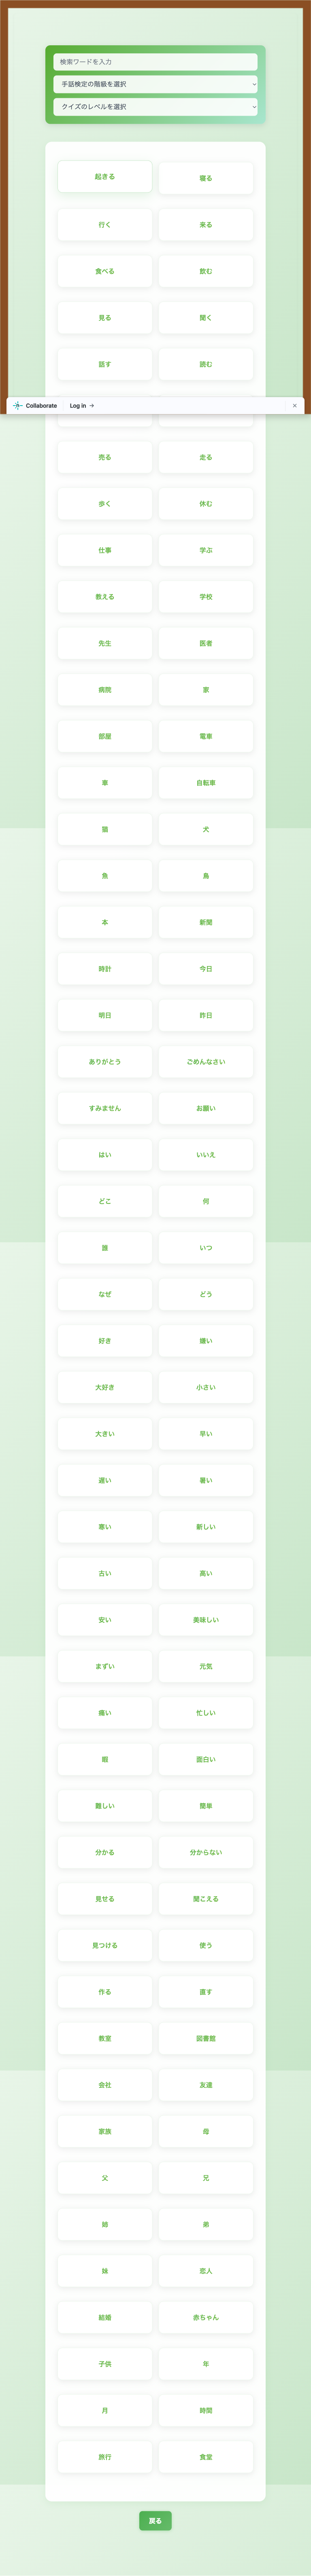 検索ワードを入力
手話検定の階級を選択
クイズのレベルを選択
起きる
寝る
行く
来る
食べる
飲む
見る
聞く
話す
読む
Collaborate
Log in →
×
売る
走る
歩く
休む
仕事
学ぶ
教える
学校
先生
医者
病院
家
部屋
電車
車
自転車
猫
犬
魚
鳥
本
新聞
時計
今日
明日
昨日
ありがとう
ごめんなさい
すみません
お願い
はい
いいえ
どこ
何
誰
いつ
なぜ
どう
好き
嫌い
大好き
小さい
大きい
早い
遅い
暑い
寒い
新しい
古い
高い
安い
美味しい
まずい
元気
痛い
忙しい
暇
面白い
難しい
簡単
分かる
分からない
見せる
聞こえる
見つける
使う
作る
直す
教室
図書館
会社
友達
家族
母
父
兄
姉
弟
妹
恋人
結婚
赤ちゃん
子供
年
月
時間
旅行
食堂
戻る